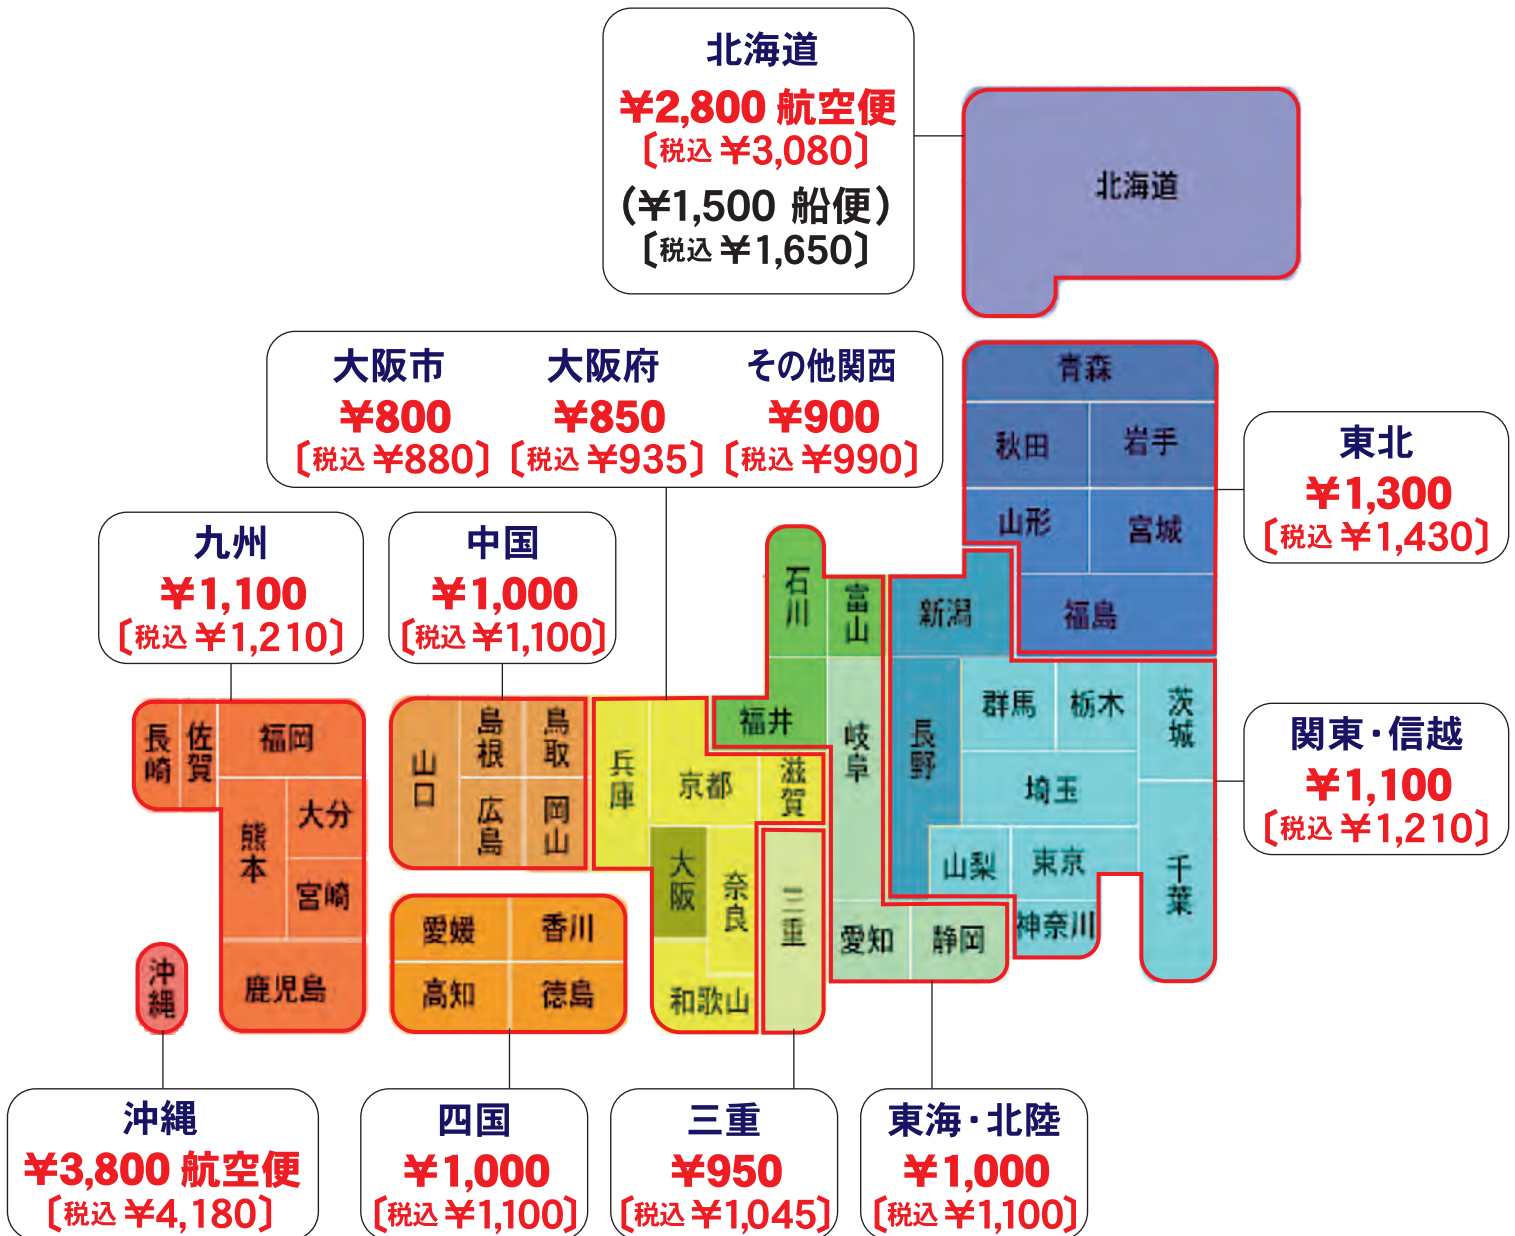 北海道
¥2,800 航空便
〔税込 ¥3,080〕
(¥1,500 船便)
〔税込 ¥1,650〕
北海道
大阪市
¥800
〔税込 ¥880〕
大阪府
¥850
〔税込 ¥935〕
その他関西
¥900
〔税込 ¥990〕
青森
秋田
岩手
山形
宮城
福島
東北
¥1,300
〔税込 ¥1,430〕
九州
¥1,100
〔税込 ¥1,210〕
中国
¥1,000
〔税込 ¥1,100〕
石川
富山
福井
岐阜
愛知
静岡
新潟
長野
群馬
栃木
茨城
埼玉
山梨
東京
千葉
神奈川
関東・信越
¥1,100
〔税込 ¥1,210〕
長崎
佐賀
福岡
熊本
大分
宮崎
鹿児島
沖縄
山口
島根
鳥取
広島
岡山
愛媛
香川
高知
徳島
兵庫
京都
滋賀
大阪
奈良
和歌山
三重
沖縄
¥3,800 航空便
〔税込 ¥4,180〕
四国
¥1,000
〔税込 ¥1,100〕
三重
¥950
〔税込 ¥1,045〕
東海・北陸
¥1,000
〔税込 ¥1,100〕